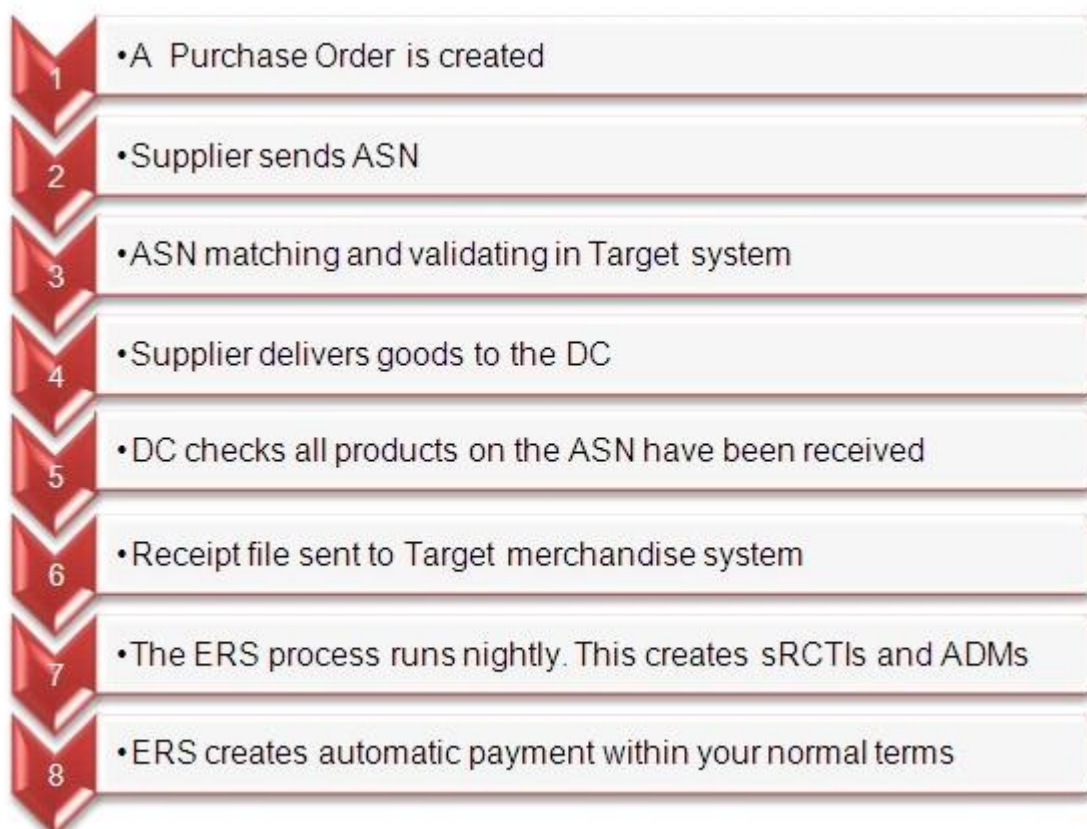 1
•A Purchase Order is created
2
•Supplier sends ASN
3
•ASN matching and validating in Target system
4
•Supplier delivers goods to the DC
5
•DC checks all products on the ASN have been received
6
•Receipt file sent to Target merchandise system
7
•The ERS process runs nightly. This creates sRCTIs and ADMs
8
•ERS creates automatic payment within your normal terms